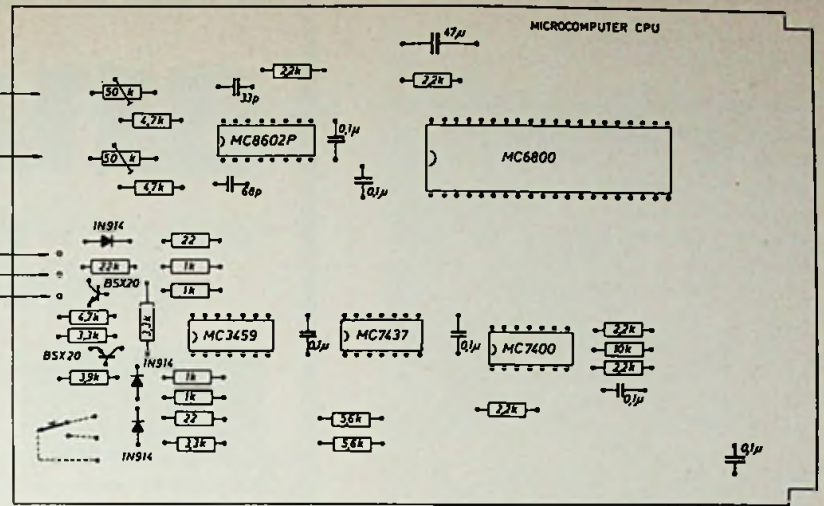 MICROCOMPUTER CPU
47µ
2,2k
2,2k
33p
50 k
4,7k
MC8602P
0,1µ
MC6800
50 k
4,7k
68p
0,1µ
1N914
22
22k
1k
BSX20
1k
4,7k
3,3k
3,3k
MC3459
0,1µ
MC7437
0,1µ
MC7400
2,2k
10k
2,2k
BSX20
1N914
3,9k
1k
0,1µ
1k
22
5,6k
2,2k
3,3k
5,6k
1N914
0,1µ